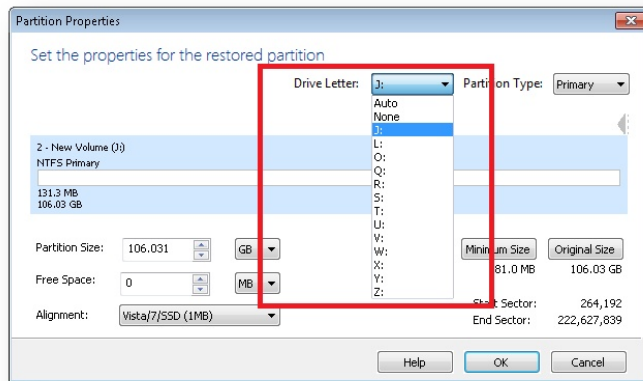 Partition Properties
Set the properties for the restored partition
Drive Letter: J: Partition Type: Primary
Auto
None
J:
L:
O:
Q:
R:
S:
T:
U:
V:
W:
X:
Y:
Z:
2 - New Volume (J:)
NTFS Primary
131.3 MB
106.03 GB
Partition Size: 106.031 GB
Minimum Size Original Size
81.0 MB 106.03 GB
Free Space: 0 MB
Start Sector: 264,192
Alignment: Vista/7/SSD (1MB)
End Sector: 222,627,839
Help OK Cancel